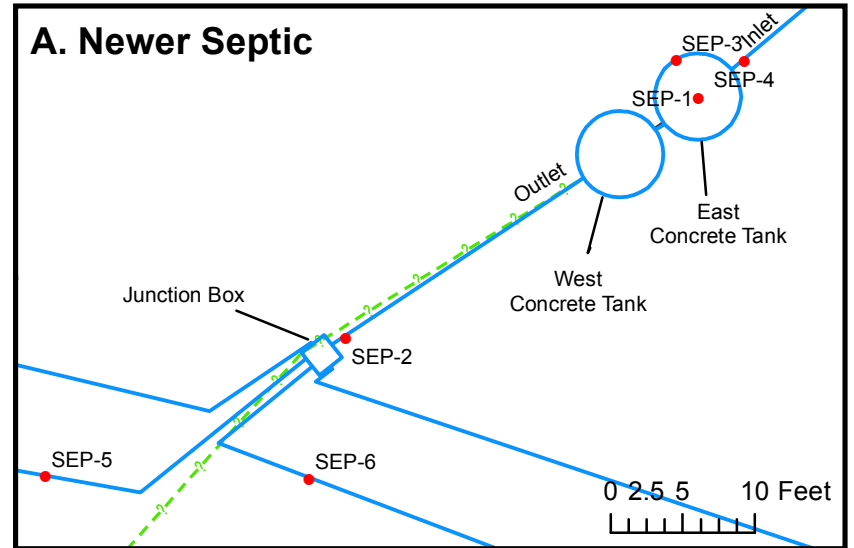 A. Newer Septic
SEP-3
Inlet
SEP-4
SEP-1
Outlet
East
Concrete Tank
West
Concrete Tank
Junction Box
SEP-2
SEP-5
SEP-6
0 2.5 5 10 Feet
? ? ? ? ? ? ? ? ? ?